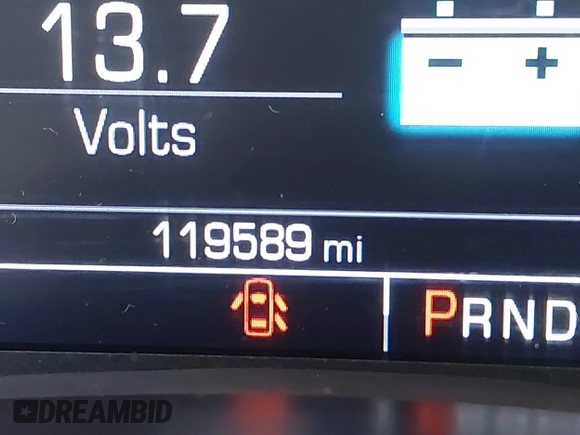 13.7
Volts
119589 mi
PRND
DREAMBID